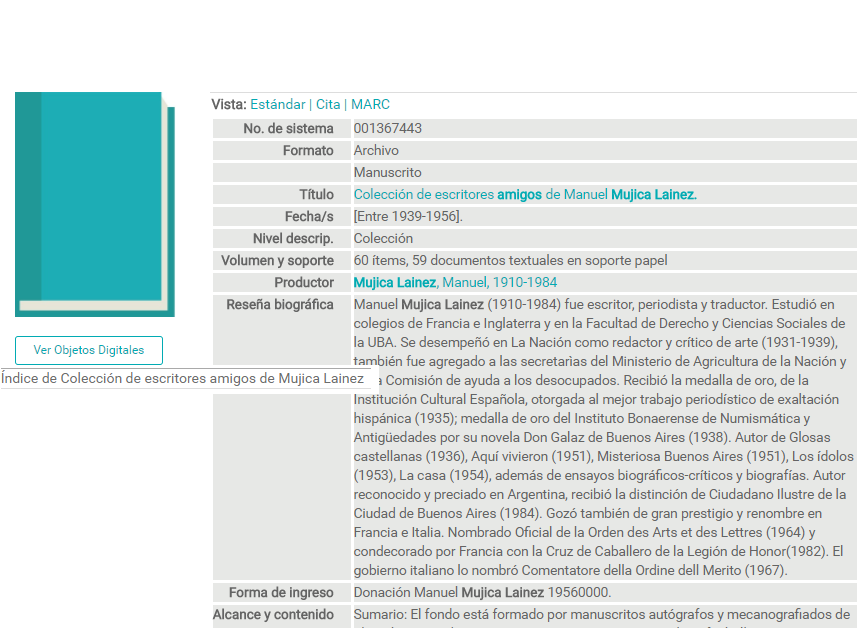 Vista: Estándar | Cita | MARC
No. de sistema 001367443
Formato Archivo
Manuscrito
Título Colección de escritores amigos de Manuel Mujica Lainez.
Fecha/s [Entre 1939-1956].
Nivel descrip. Colección
Volumen y soporte 60 ítems, 59 documentos textuales en soporte papel
Productor Mujica Lainez, Manuel, 1910-1984
Reseña biográfica Manuel Mujica Lainez (1910-1984) fue escritor, periodista y traductor. Estudió en
colegios de Francia e Inglaterra y en la Facultad de Derecho y Ciencias Sociales de
la UBA. Se desempeñó en La Nación como redactor y crítico de arte (1931-1939),
también fue agregado a las secretarìas del Ministerio de Agricultura de la Nación y
a Comisión de ayuda a los desocupados. Recibió la medalla de oro, de la
Institución Cultural Española, otorgada al mejor trabajo periodístico de exaltación
hispánica (1935); medalla de oro del Instituto Bonaerense de Numismática y
Antigüedades por su novela Don Galaz de Buenos Aires (1938). Autor de Glosas
castellanas (1936), Aquí vivieron (1951), Misteriosa Buenos Aires (1951), Los ídolos
(1953), La casa (1954), además de ensayos biográficos-críticos y biografías. Autor
reconocido y preciado en Argentina, recibió la distinción de Ciudadano Ilustre de la
Ciudad de Buenos Aires (1984). Gozó también de gran prestigio y renombre en
Francia e Italia. Nombrado Oficial de la Orden des Arts et des Lettres (1964) y
condecorado por Francia con la Cruz de Caballero de la Legión de Honor(1982). El
gobierno italiano lo nombró Comentatore della Ordine dell Merito (1967).
Ver Objetos Digitales
Índice de Colección de escritores amigos de Mujica Lainez
Forma de ingreso Donación Manuel Mujica Lainez 19560000.
Alcance y contenido Sumario: El fondo está formado por manuscritos autógrafos y mecanografiados de